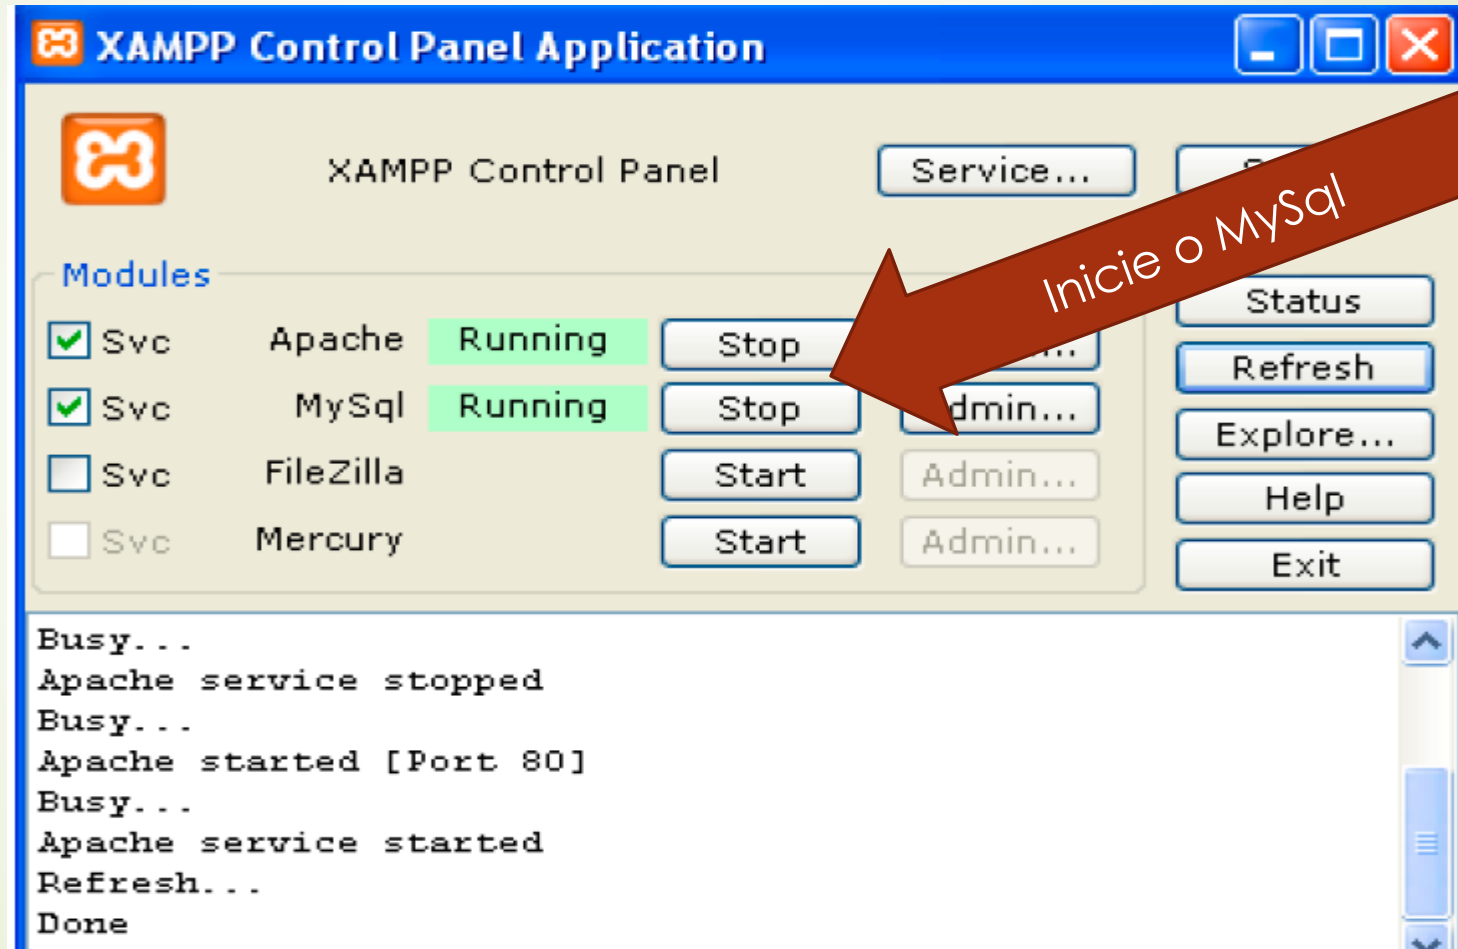 XAMPP Control Panel Application
XAMPP Control Panel
Service...
Inicie o MySql
Modules
Status
Svc Apache Running Stop
Refresh
Svc MySql Running Stop Admin...
Explore...
Svc FileZilla Start Admin...
Help
Svc Mercury Start Admin...
Exit
Busy...
Apache service stopped
Busy...
Apache started [Port 80]
Busy...
Apache service started
Refresh...
Done